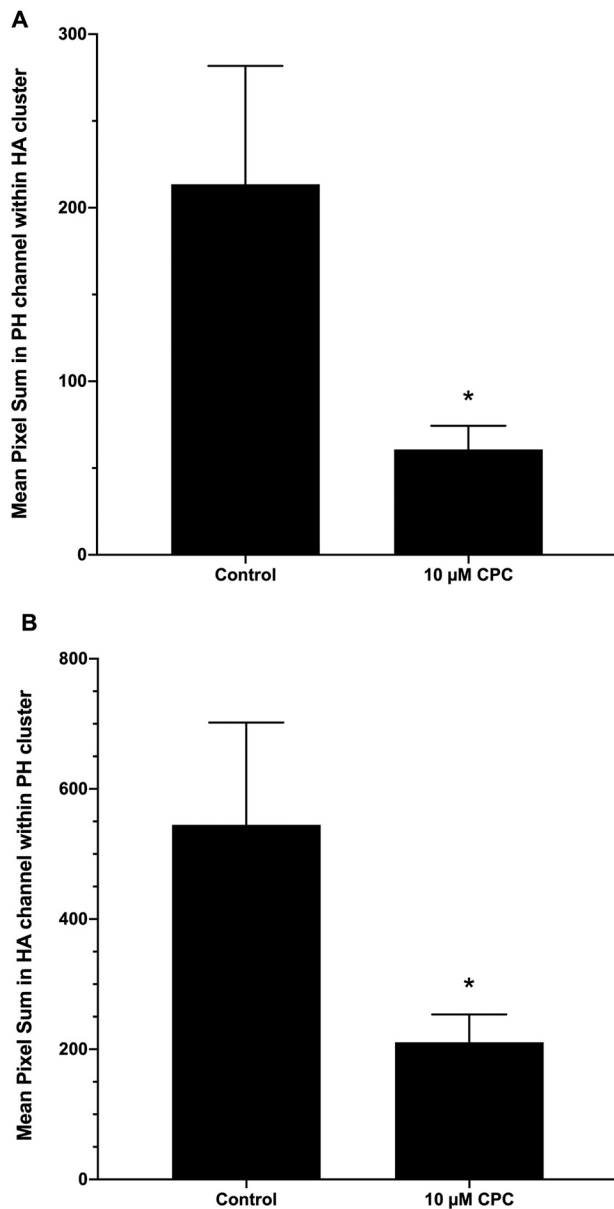 A
Mean Pixel Sum in PH channel within HA cluster
300
200
100
0
*
Control
10 µM CPC
B
Mean Pixel Sum in HA channel within PH cluster
800
600
400
200
0
*
Control
10 µM CPC